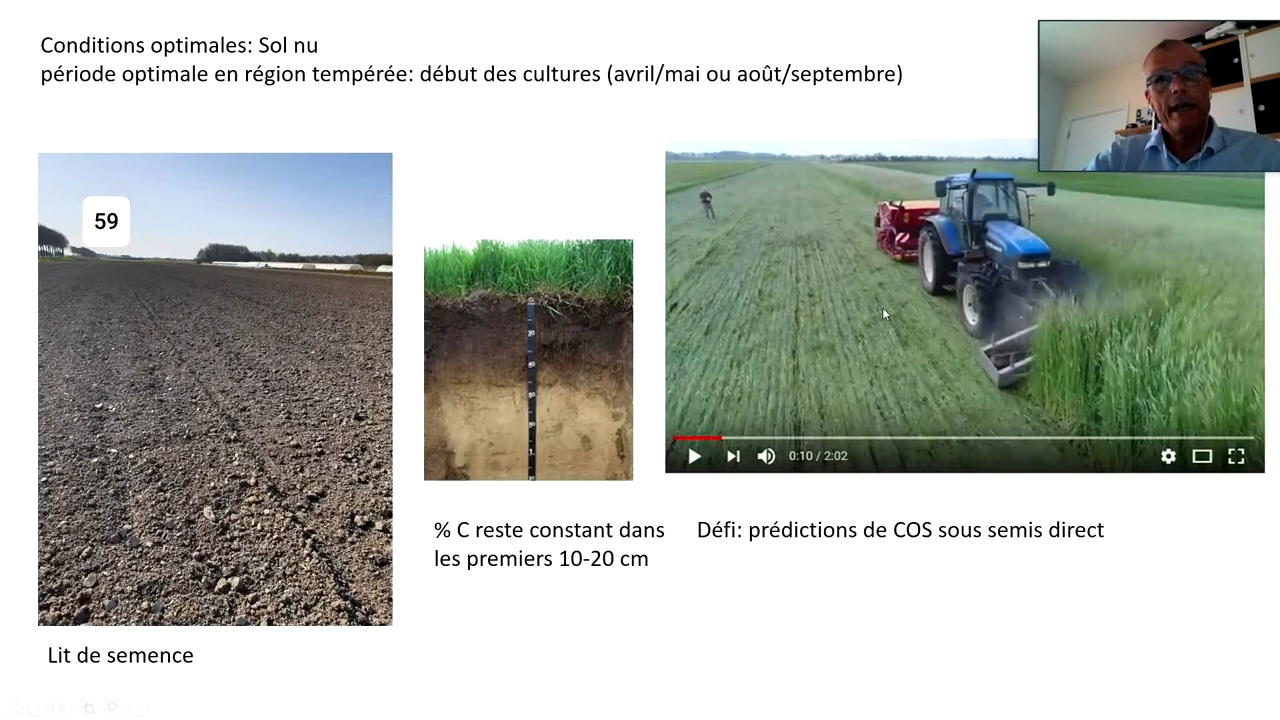 Conditions optimales: Sol nu
période optimale en région tempérée: début des cultures (avril/mai ou août/septembre)
59
0:10 / 2:02
% C reste constant dans
les premiers 10-20 cm
Défi: prédictions de COS sous semis direct
Lit de semence